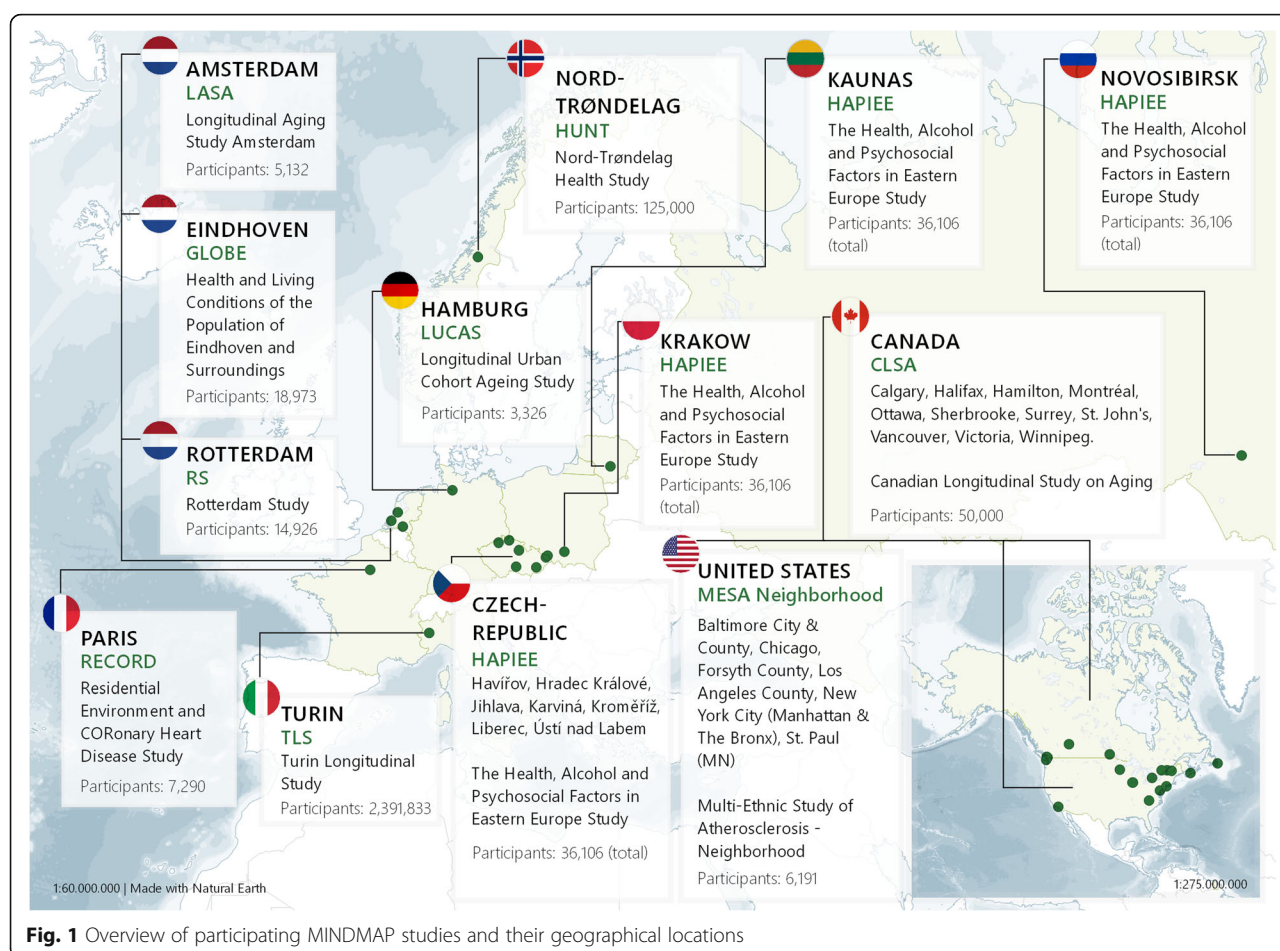 AMSTERDAM
LASA
Longitudinal Aging
Study Amsterdam
Participants: 5,132
EINDHOVEN
GLOBE
Health and Living
Conditions of the
Population of
Eindhoven and
Surroundings
Participants: 18,973
ROTTERDAM
RS
Rotterdam Study
Participants: 14,926
NORD-
TRØNDELAG
HUNT
Nord-Trøndelag
Health Study
Participants: 125,000
KAUNAS
HAPIEE
The Health, Alcohol
and Psychosocial
Factors in Eastern
Europe Study
Participants: 36,106
(total)
NOVOSIBIRSK
HAPIEE
The Health, Alcohol
and Psychosocial
Factors in Eastern
Europe Study
Participants: 36,106
(total)
HAMBURG
LUCAS
Longitudinal Urban
Cohort Ageing Study
Participants: 3,326
KRAKOW
HAPIEE
The Health, Alcohol
and Psychosocial
Factors in Eastern
Europe Study
Participants: 36,106
(total)
CANADA
CLSA
Calgary, Halifax, Hamilton, Montréal,
Ottawa, Sherbrooke, Surrey, St. John's,
Vancouver, Victoria, Winnipeg.
Canadian Longitudinal Study on Aging
Participants: 50,000
PARIS
RECORD
Residential
Environment and
CORonary Heart
Disease Study
Participants: 7,290
TURIN
TLS
Turin Longitudinal
Study
Participants: 2,391,833
CZECH-
REPUBLIC
HAPIEE
Havířov, Hradec Králové,
Jihlava, Karviná, Kroměříž,
Liberec, Ústí nad Labem
The Health, Alcohol and
Psychosocial Factors in
Eastern Europe Study
Participants: 36,106 (total)
UNITED STATES
MESA Neighborhood
Baltimore City &
County, Chicago,
Forsyth County, Los
Angeles County, New
York City (Manhattan &
The Bronx), St. Paul
(MN)
Multi-Ethnic Study of
Atherosclerosis -
Neighborhood
Participants: 6,191
1:60.000.000 | Made with Natural Earth
1:275.000.000
Fig. 1 Overview of participating MINDMAP studies and their geographical locations